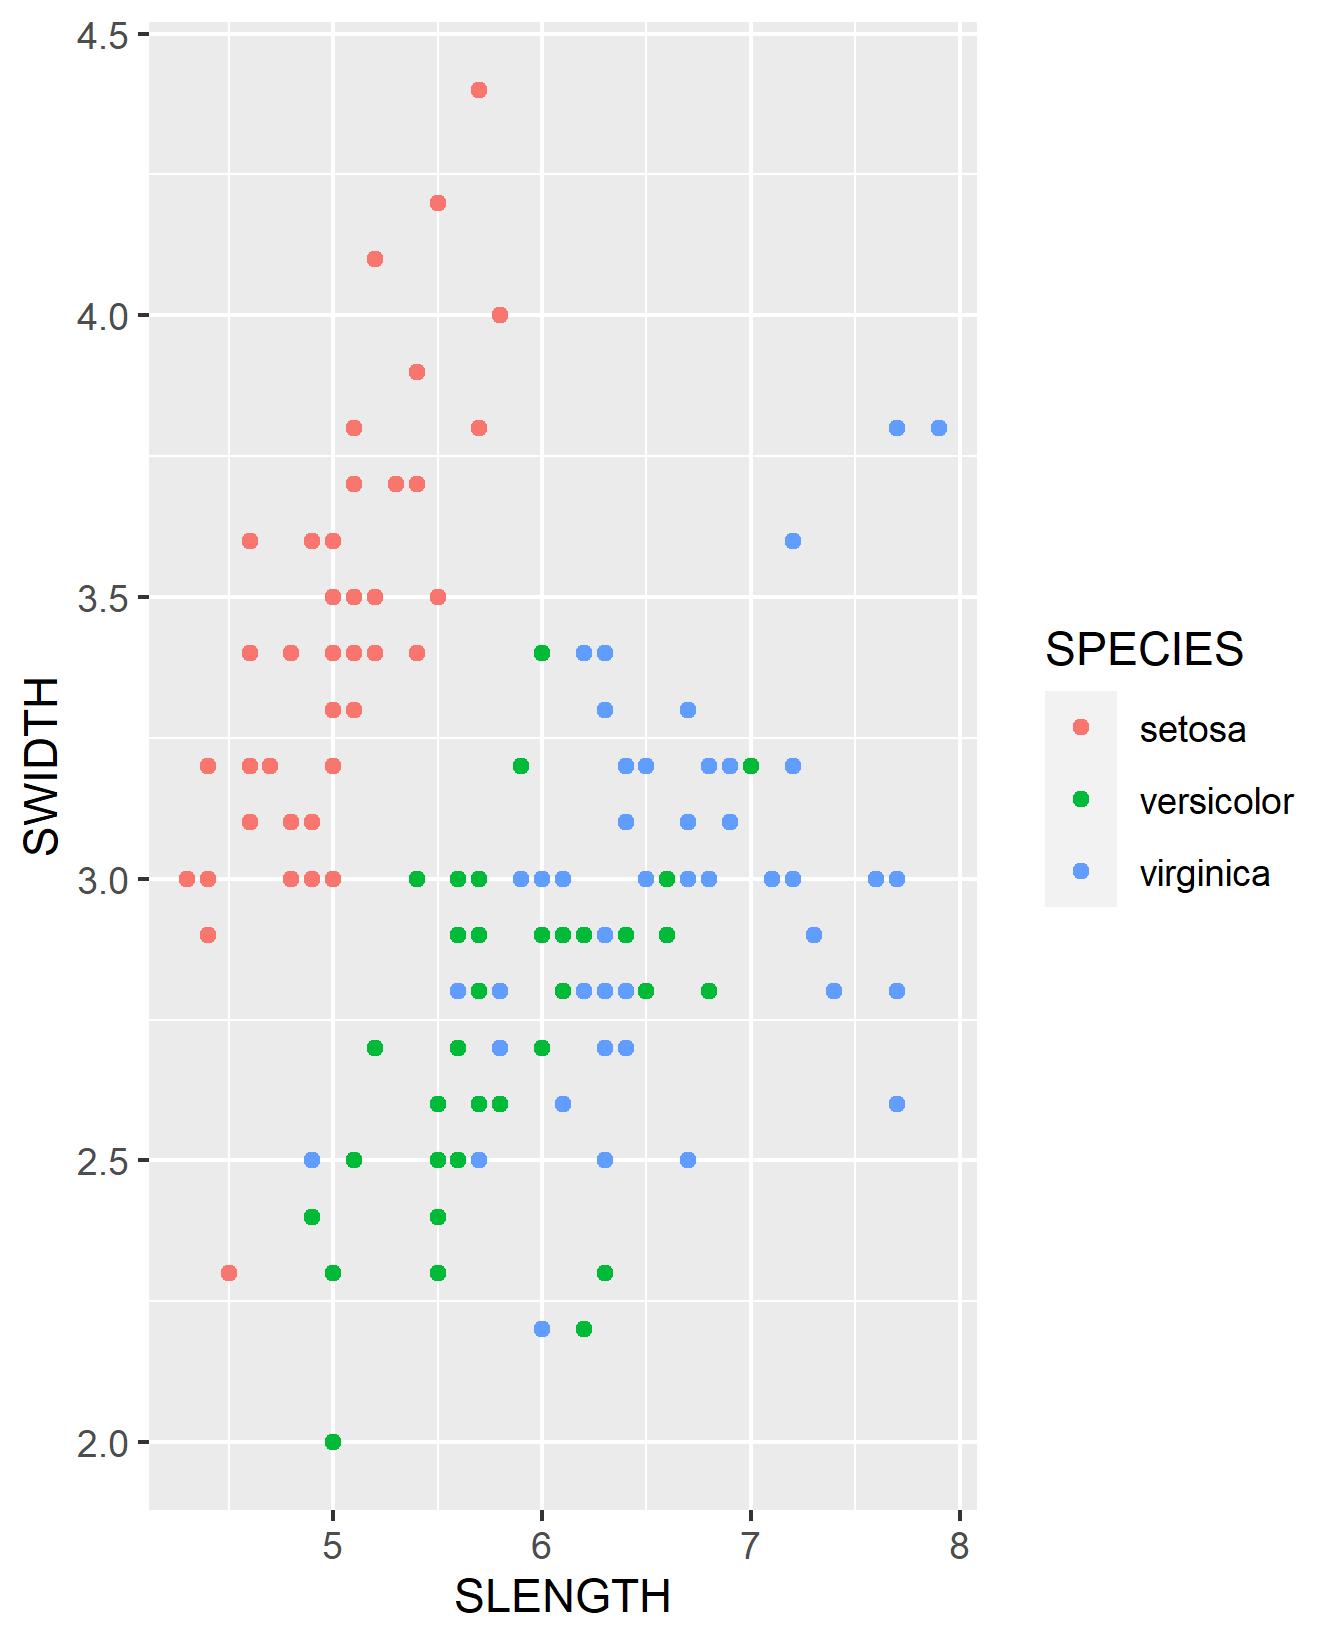 4.5
4.0
3.5
3.0
2.5
2.0
SWIDTH
5 6 7 8
SLENGTH
SPECIES
setosa
versicolor
virginica